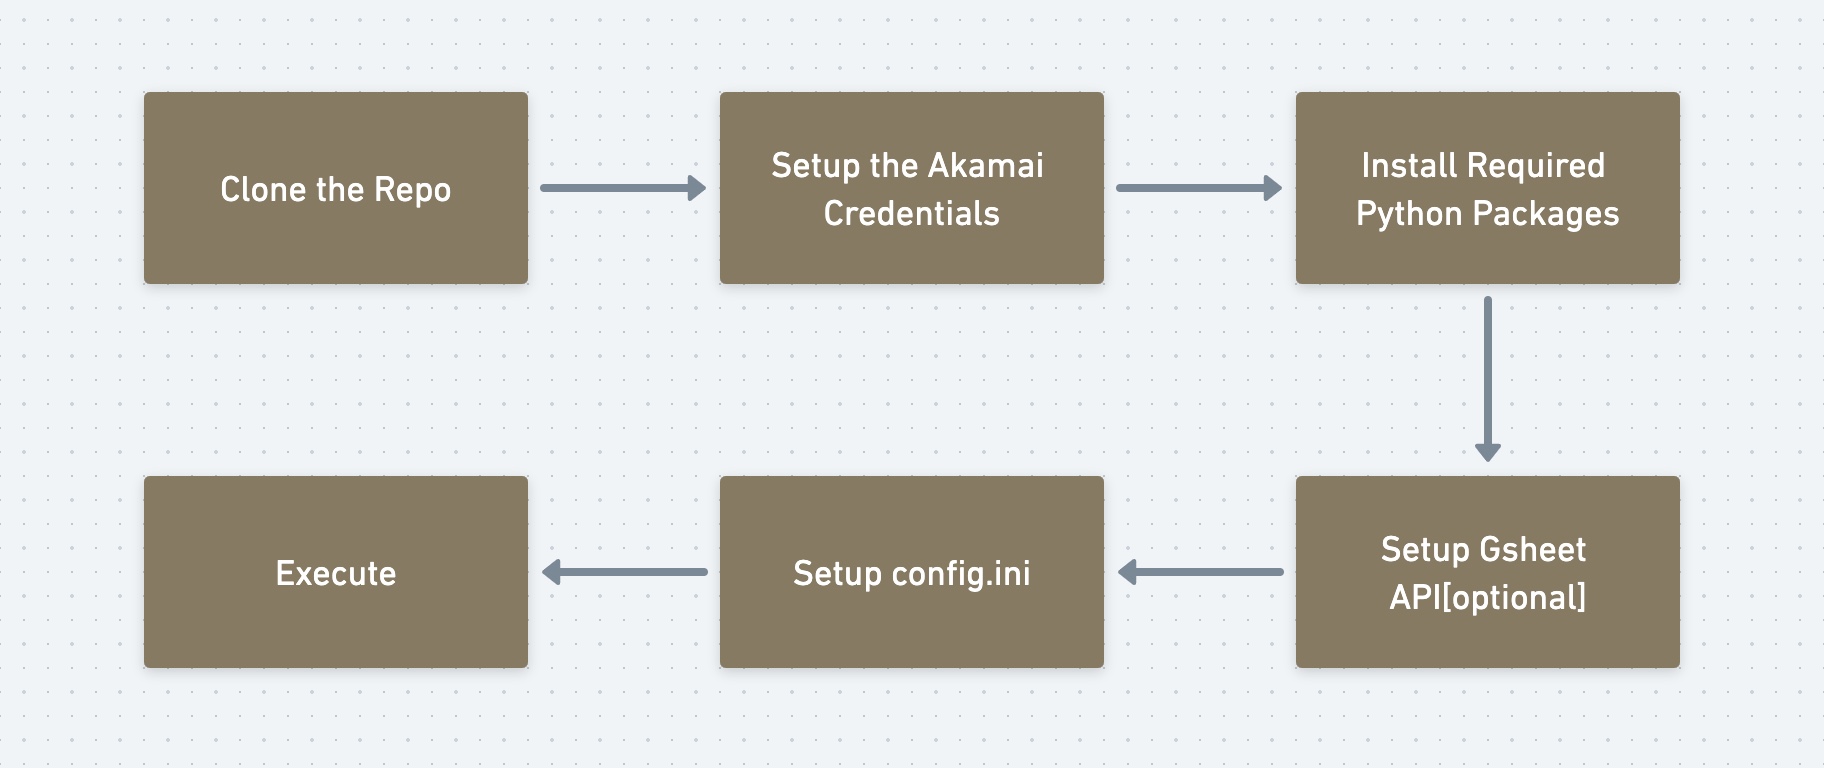 Clone the Repo
Setup the Akamai
Credentials
Install Required
Python Packages
Setup Gsheet
API[optional]
Setup config.ini
Execute